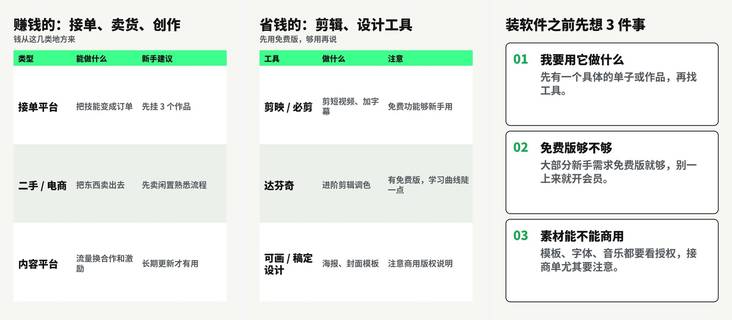 赚钱的：接单、卖货、创作
钱从这几类地方来
类型 能做什么 新手建议
接单平台 把技能变成订单 先挂 3 个作品
二手 / 电商 把东西卖出去 先卖闲置熟悉流程
内容平台 流量换合作和激
励 长期更新才有用
省钱的：剪辑、设计工具
先用免费版，够用再说
工具 做什么 注意
剪映 / 必剪 剪短视频、加字
幕 免费功能够新手用
达芬奇 进阶剪辑调色 有免费版，学习曲线陡
一点
可画 / 稿定
设计 海报、封面模板 注意商用版权说明
装软件之前先想 3 件事
01 我要用它做什么
先有一个具体的单子或作品，再找
工具。
02 免费版够不够
大部分新手需求免费版就够，别一
上来就开会员。
03 素材能不能商用
模板、字体、音乐都要看授权，接
商单尤其要注意。